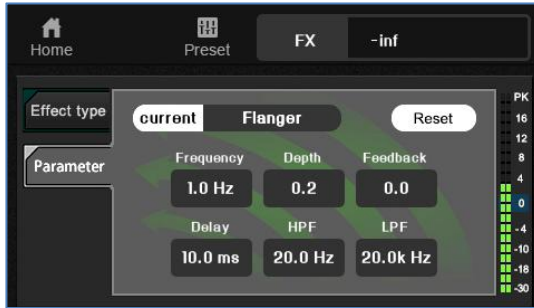 Home
Preset
FX
-inf
Effect type
Parameter
current Flanger
Reset
Frequency Depth Feedback
1.0 Hz 0.2 0.0
Delay HPF LPF
10.0 ms 20.0 Hz 20.0k Hz
PK
16
12
8
4
0
-4
-10
-18
-30